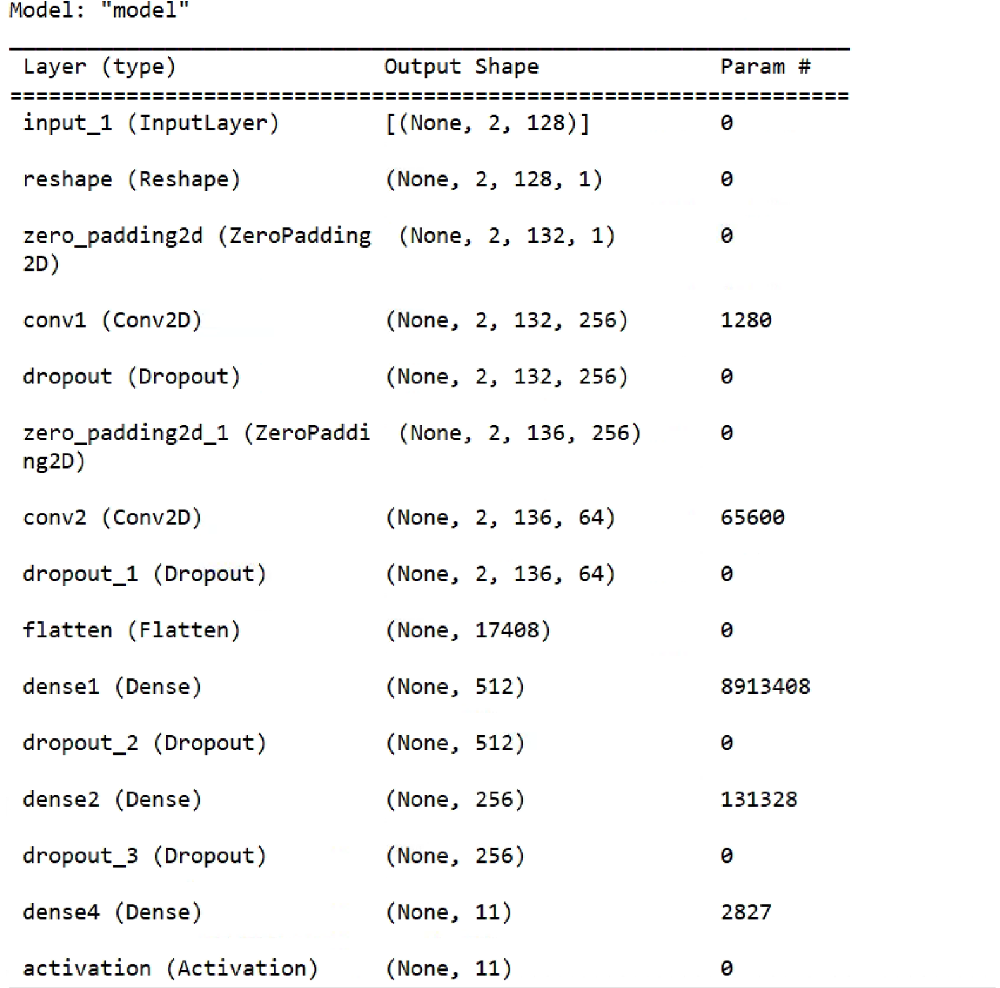 Model: "model"
Layer (type) Output Shape Param #
=================================================================
input_1 (InputLayer) [(None, 2, 128)] 0
reshape (Reshape) (None, 2, 128, 1) 0
zero_padding2d (ZeroPadding (None, 2, 132, 1) 0
2D)
conv1 (Conv2D) (None, 2, 132, 256) 1280
dropout (Dropout) (None, 2, 132, 256) 0
zero_padding2d_1 (ZeroPaddi (None, 2, 136, 256) 0
ng2D)
conv2 (Conv2D) (None, 2, 136, 64) 65600
dropout_1 (Dropout) (None, 2, 136, 64) 0
flatten (Flatten) (None, 17408) 0
dense1 (Dense) (None, 512) 8913408
dropout_2 (Dropout) (None, 512) 0
dense2 (Dense) (None, 256) 131328
dropout_3 (Dropout) (None, 256) 0
dense4 (Dense) (None, 11) 2827
activation (Activation) (None, 11) 0